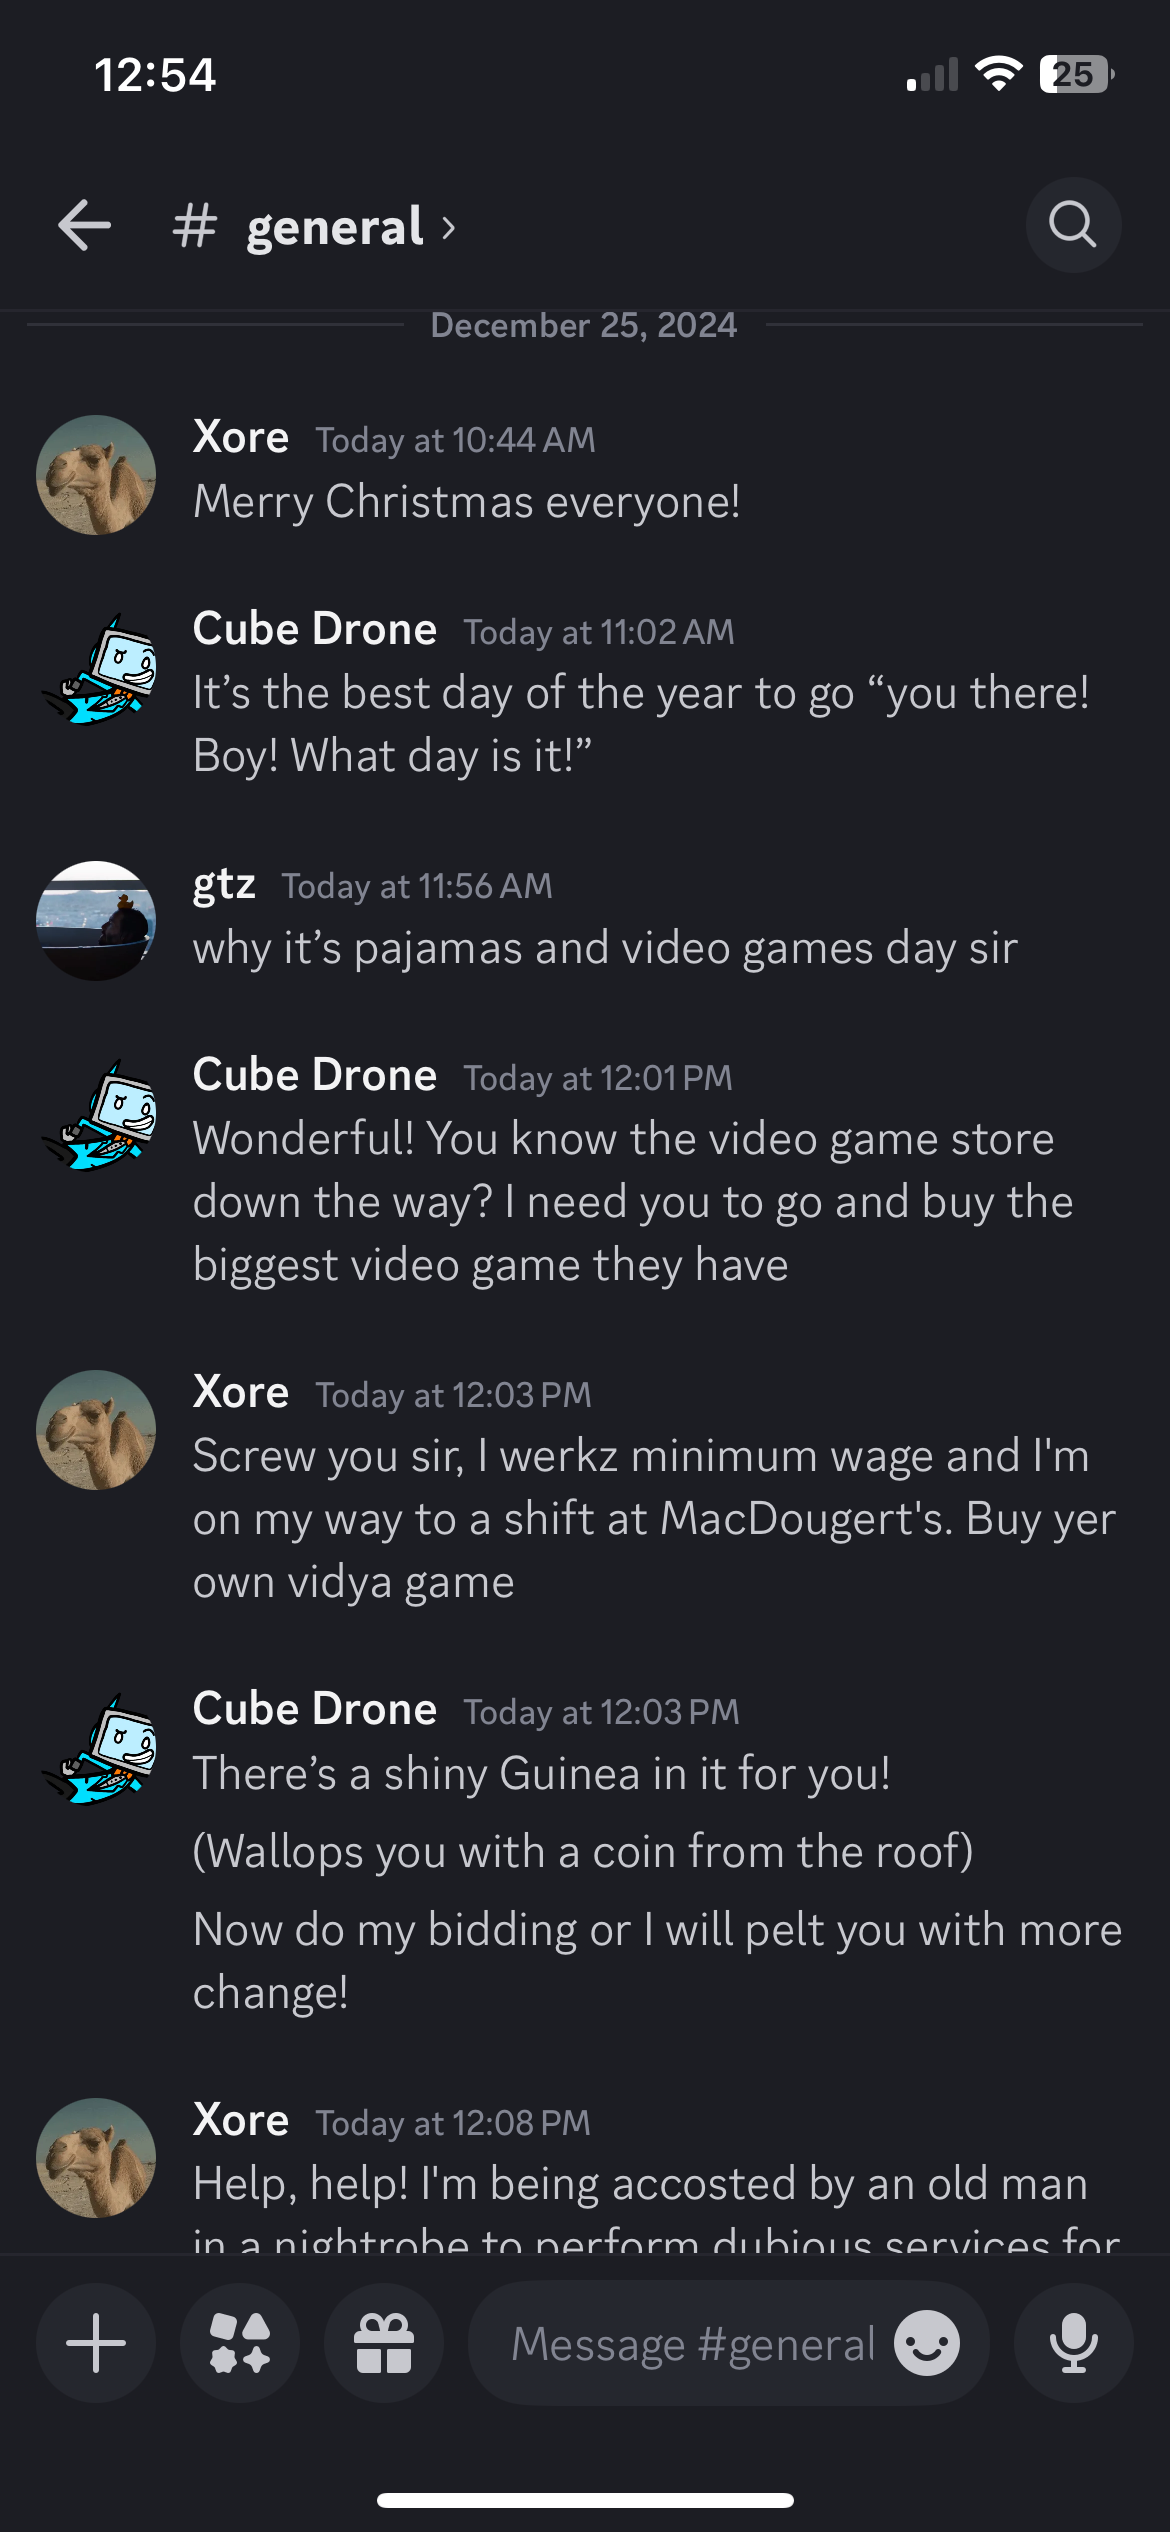 12:54
25
# general ›
December 25, 2024
Xore Today at 10:44 AM
Merry Christmas everyone!
Cube Drone Today at 11:02 AM
It’s the best day of the year to go “you there!
Boy! What day is it!”
gtz Today at 11:56 AM
why it’s pajamas and video games day sir
Cube Drone Today at 12:01 PM
Wonderful! You know the video game store
down the way? I need you to go and buy the
biggest video game they have
Xore Today at 12:03 PM
Screw you sir, I werkz minimum wage and I'm
on my way to a shift at MacDougert's. Buy yer
own vidya game
Cube Drone Today at 12:03 PM
There’s a shiny Guinea in it for you!
(Wallops you with a coin from the roof)
Now do my bidding or I will pelt you with more
change!
Xore Today at 12:08 PM
Help, help! I'm being accosted by an old man
in a nightrobe to perform dubious services for
Message #general